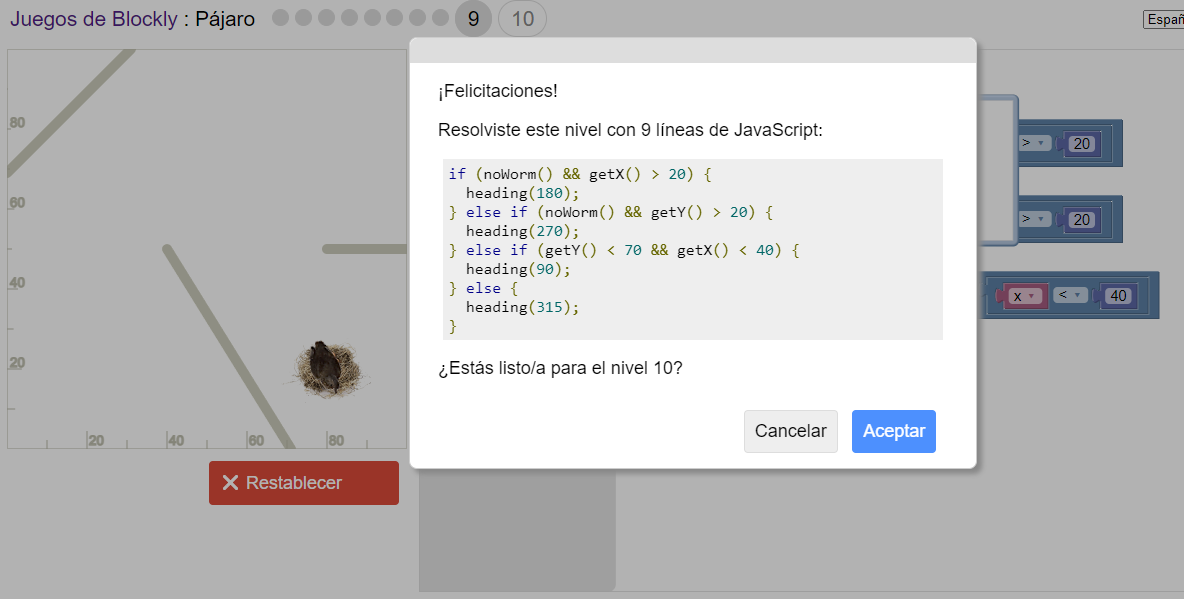 Juegos de Blockly : Pájaro 9 10
Españ
¡Felicitaciones!
Resolviste este nivel con 9 líneas de JavaScript:
if (noWorm() && getX() > 20) {
heading(180);
} else if (noWorm() && getY() > 20) {
heading(270);
} else if (getY() < 70 && getX() < 40) {
heading(90);
} else {
heading(315);
}
¿Estás listo/a para el nivel 10?
Cancelar Aceptar
80
60
40
20
20 40 60 80
Restablecer
> 20
> 20
x < 40